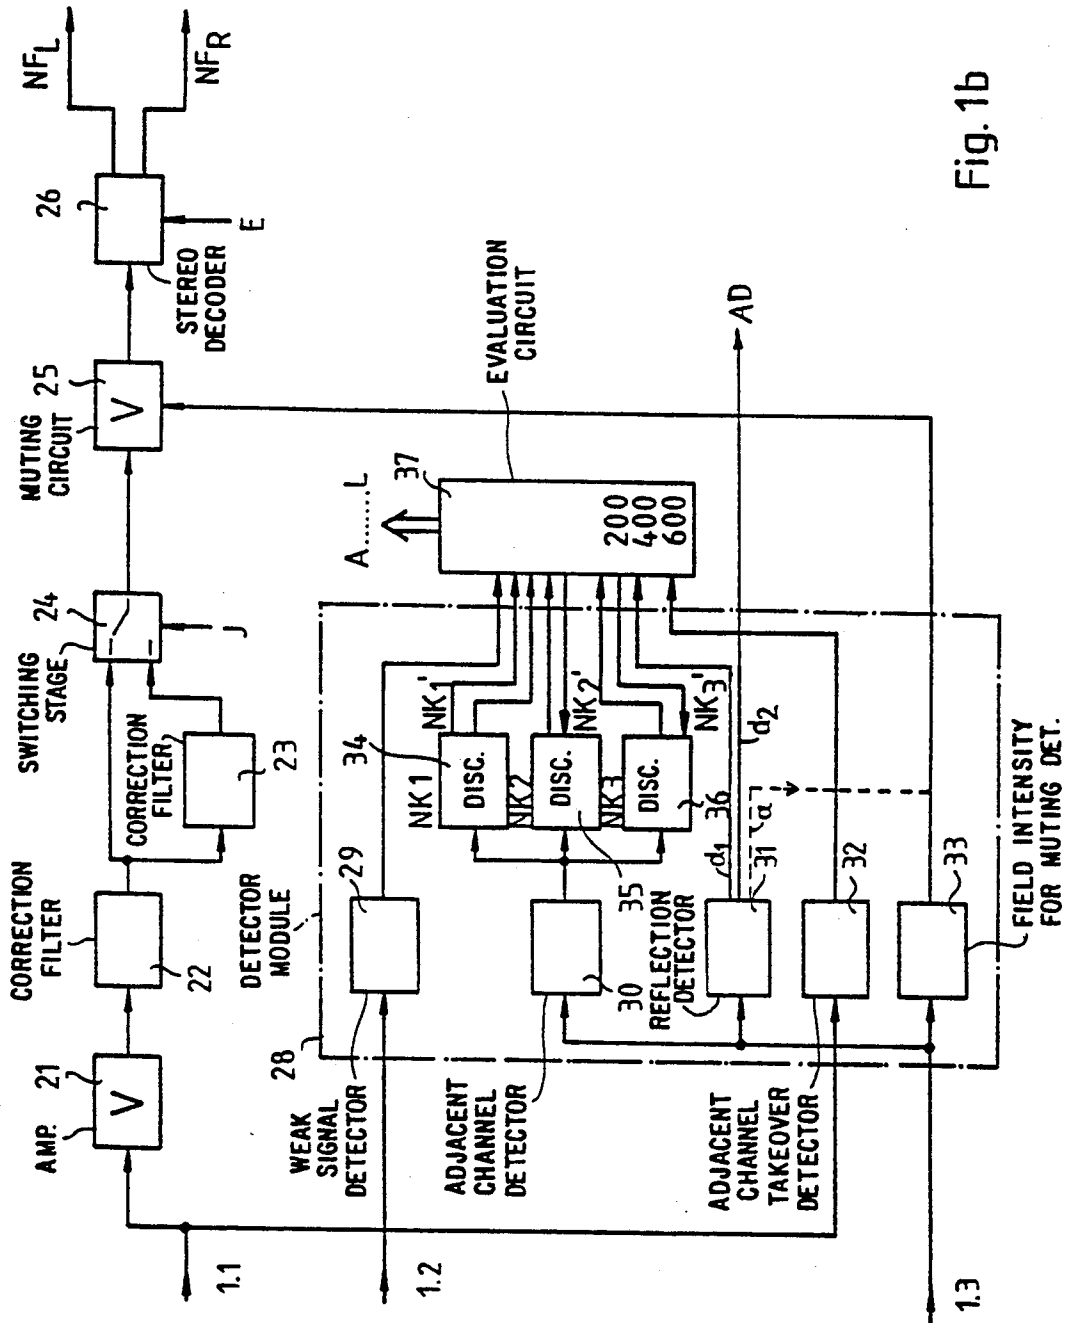 NF_L
NF_R
AMP.
21
V
CORRECTION
FILTER
22
CORRECTION
FILTER
23
SWITCHING
STAGE
24
J
MUTING
CIRCUIT
25
V
STEREO
DECODER
26
E
DETECTOR
MODULE
28
WEAK
SIGNAL
DETECTOR
29
ADJACENT
CHANNEL
DETECTOR
30
REFLECTION
DETECTOR
31
ADJACENT
CHANNEL
TAKEOVER
DETECTOR
32
33
FIELD INTENSITY
FOR MUTING DET.
34
NK1
DISC.
NK1'
35
NK2
DISC.
NK2'
36
NK3
DISC.
NK3'
d1
d2
a
A.......L
37
200
400
600
EVALUATION
CIRCUIT
AD
1.1
1.2
1.3
Fig. 1b